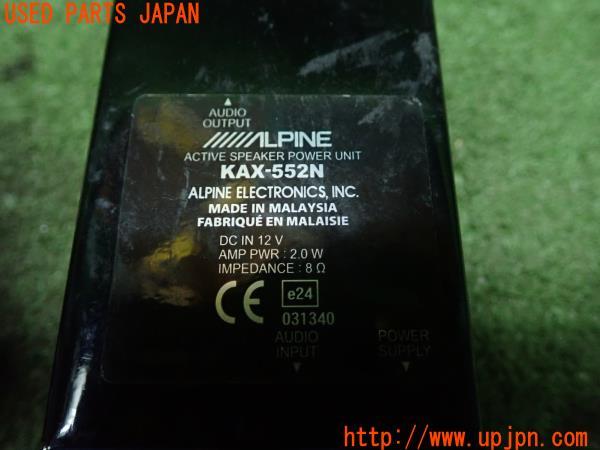 USED PARTS JAPAN
AUDIO
OUTPUT
ALPINE
ACTIVE SPEAKER POWER UNIT
KAX-552N
ALPINE ELECTRONICS, INC.
MADE IN MALAYSIA
FABRIQUÉ EN MALAISIE
DC IN 12 V
AMP PWR : 2.0 W
IMPEDANCE : 8 Ω
CE e24
031340
AUDIO POWER
INPUT SUPPLY
http://www.upjpn.com/